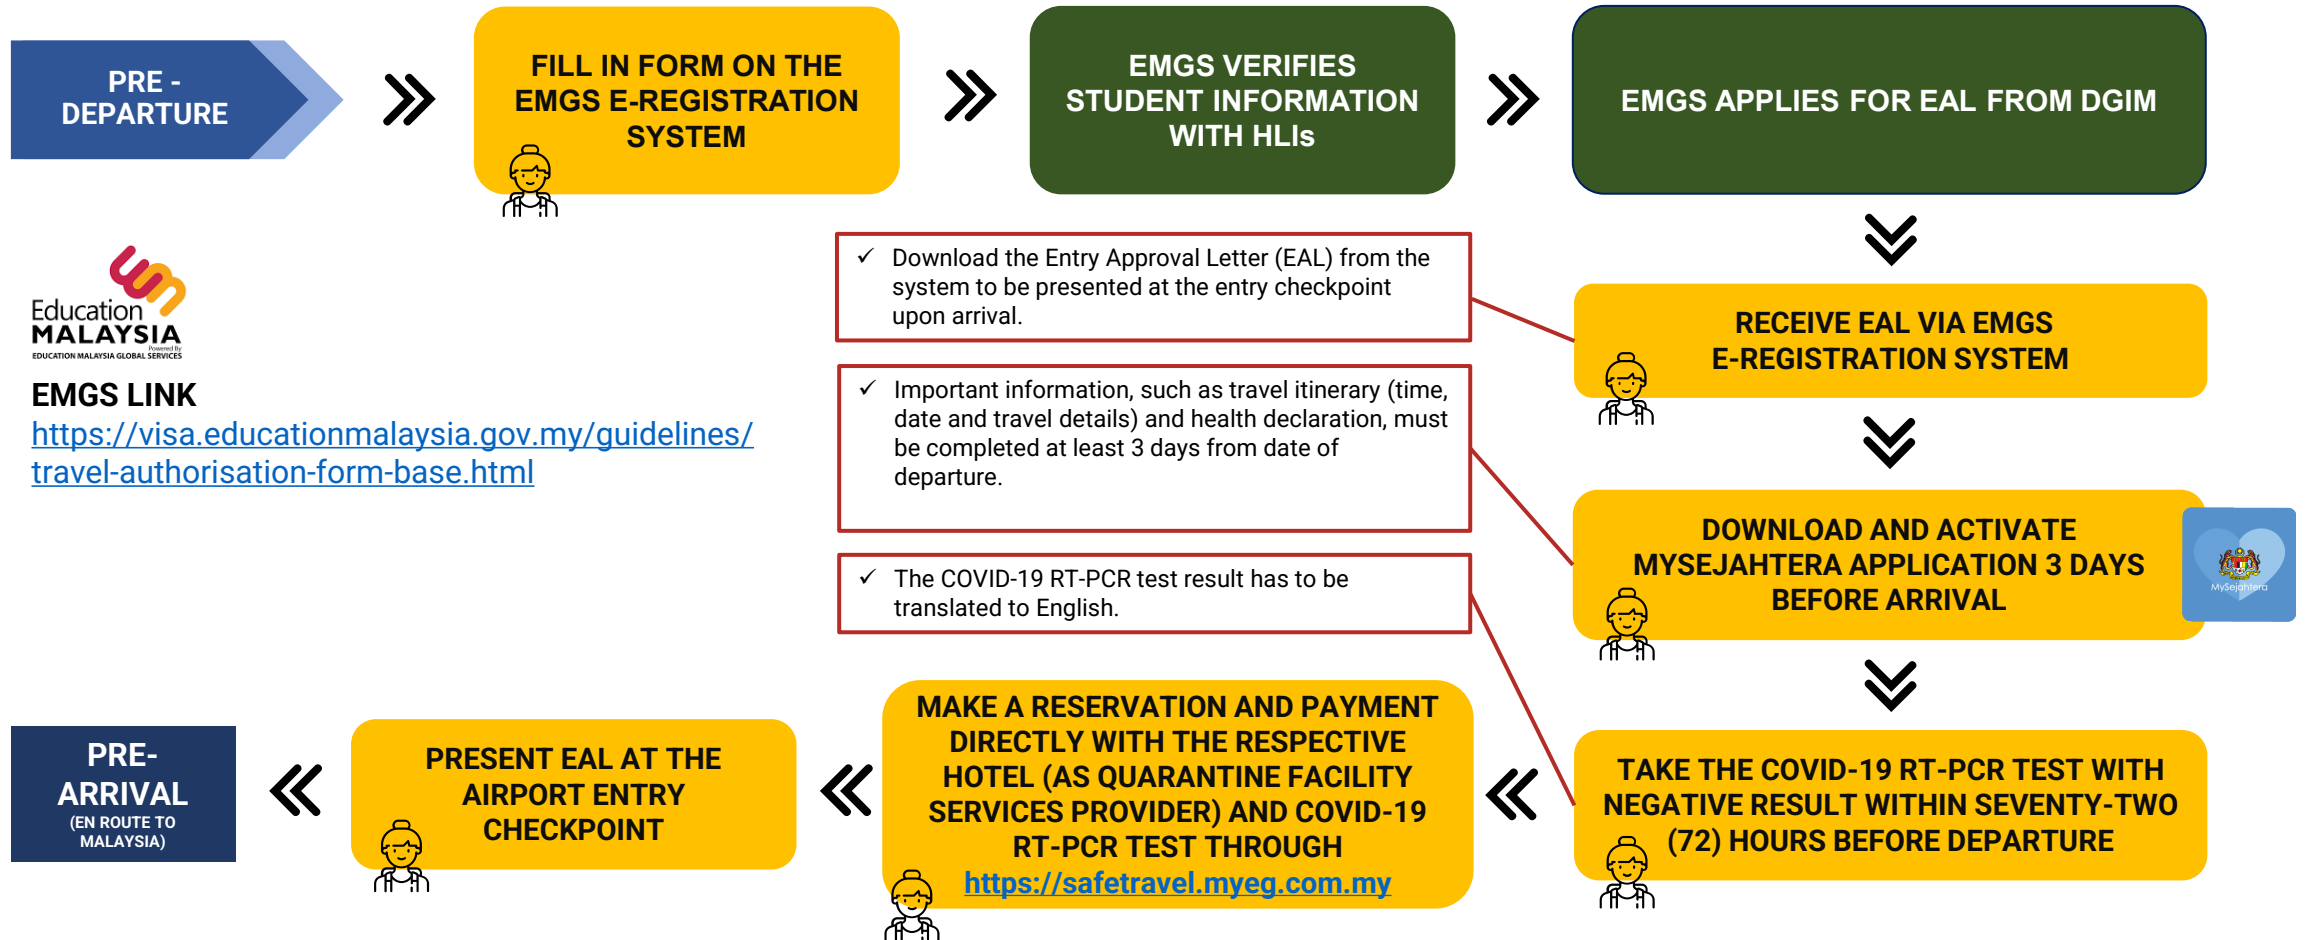 PRE -
DEPARTURE
FILL IN FORM ON THE
EMGS E-REGISTRATION
SYSTEM
EMGS VERIFIES
STUDENT INFORMATION
WITH HLIs
EMGS APPLIES FOR EAL FROM DGIM
Education
MALAYSIA
Powered By
EDUCATION MALAYSIA GLOBAL SERVICES
EMGS LINK
https://visa.educationmalaysia.gov.my/guidelines/
travel-authorisation-form-base.html
✓ Download the Entry Approval Letter (EAL) from the
system to be presented at the entry checkpoint
upon arrival.
RECEIVE EAL VIA EMGS
E-REGISTRATION SYSTEM
✓ Important information, such as travel itinerary (time,
date and travel details) and health declaration, must
be completed at least 3 days from date of
departure.
DOWNLOAD AND ACTIVATE
MYSEJAHTERA APPLICATION 3 DAYS
BEFORE ARRIVAL
MySejahtera
✓ The COVID-19 RT-PCR test result has to be
translated to English.
TAKE THE COVID-19 RT-PCR TEST WITH
NEGATIVE RESULT WITHIN SEVENTY-TWO
(72) HOURS BEFORE DEPARTURE
MAKE A RESERVATION AND PAYMENT
DIRECTLY WITH THE RESPECTIVE
HOTEL (AS QUARANTINE FACILITY
SERVICES PROVIDER) AND COVID-19
RT-PCR TEST THROUGH
https://safetravel.myeg.com.my
PRESENT EAL AT THE
AIRPORT ENTRY
CHECKPOINT
PRE-
ARRIVAL
(EN ROUTE TO
MALAYSIA)